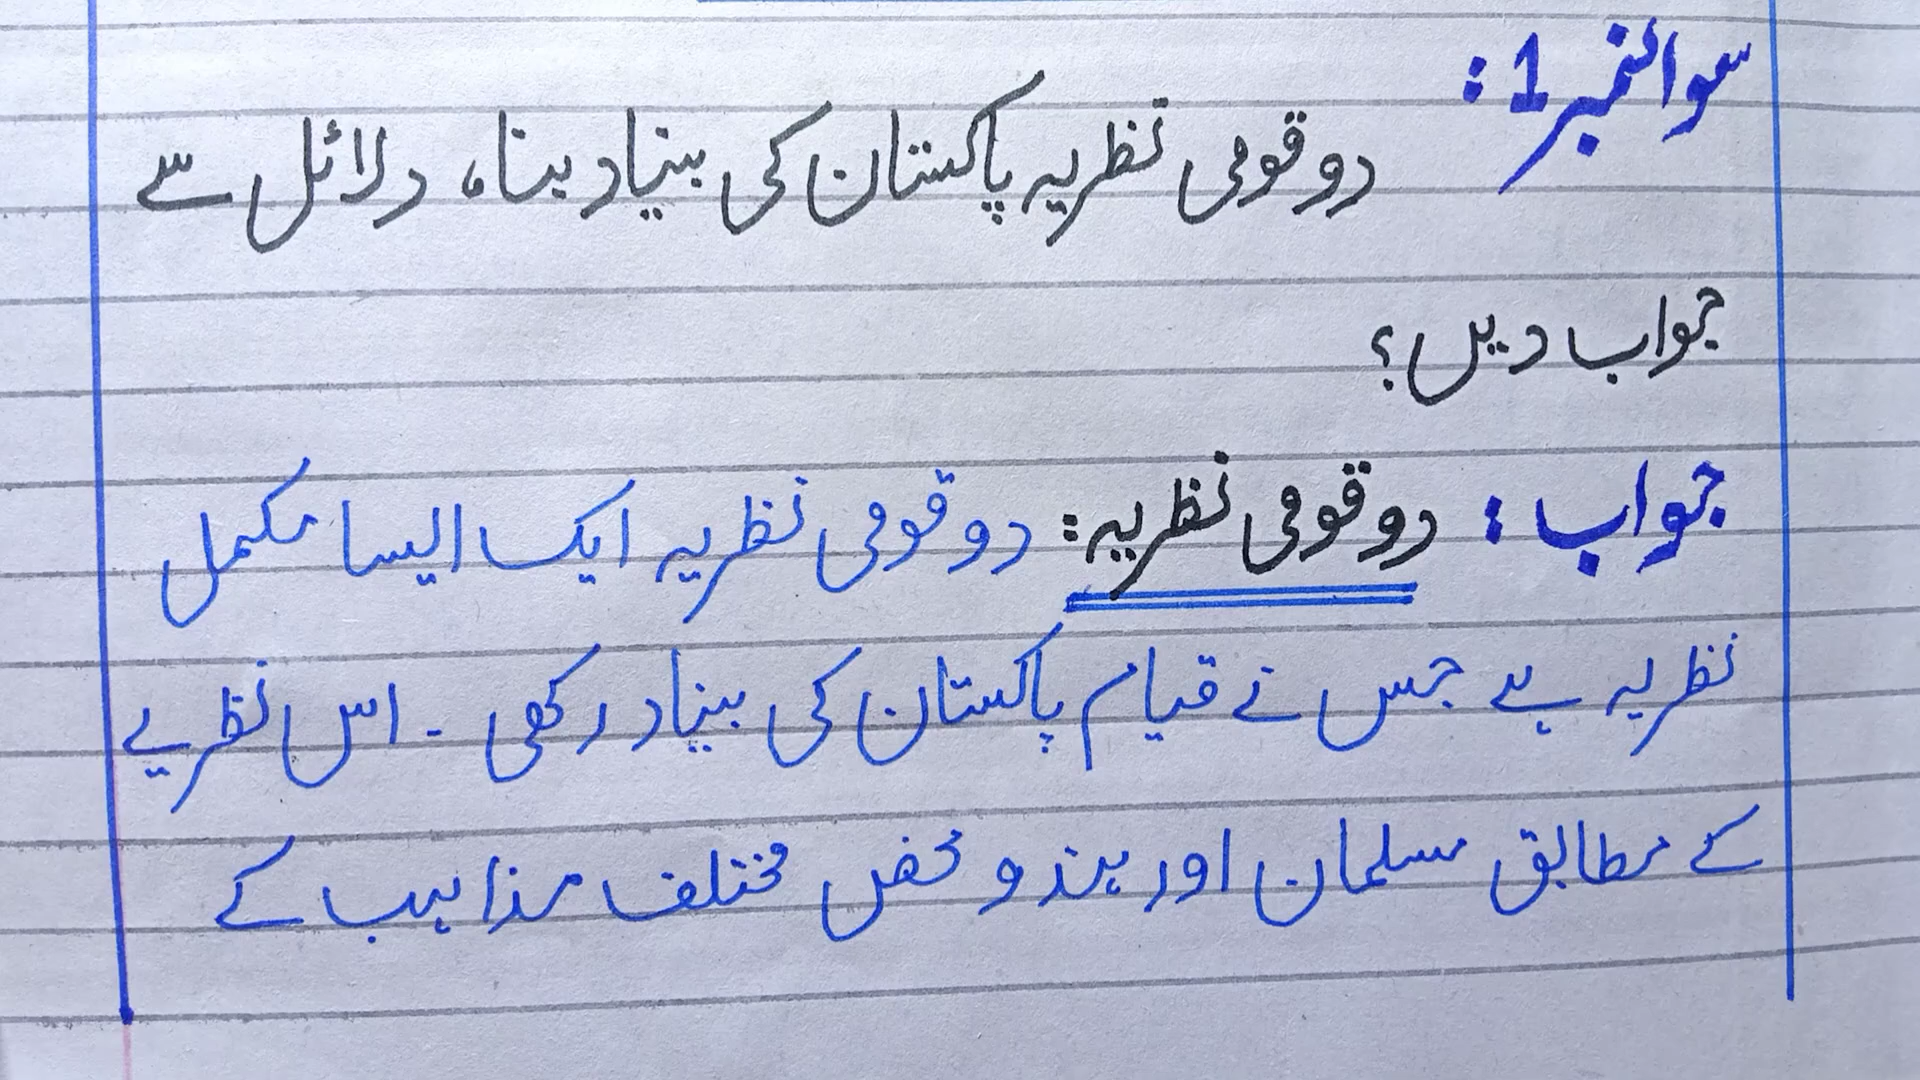 سوالنمبر 1:
دو قومی نظریہ پاکستان کی بنیاد بنا، دلائل سے
جواب دیں؟
جواب: دو قومی نظریہ: دو قومی نظریہ ایک ایسا مکمل
نظریہ ہے جس نے قیام پاکستان کی بنیاد رکھی ۔ اس نظریے
کے مطابق مسلمان اور ہندو محض مختلف مذاہب کے